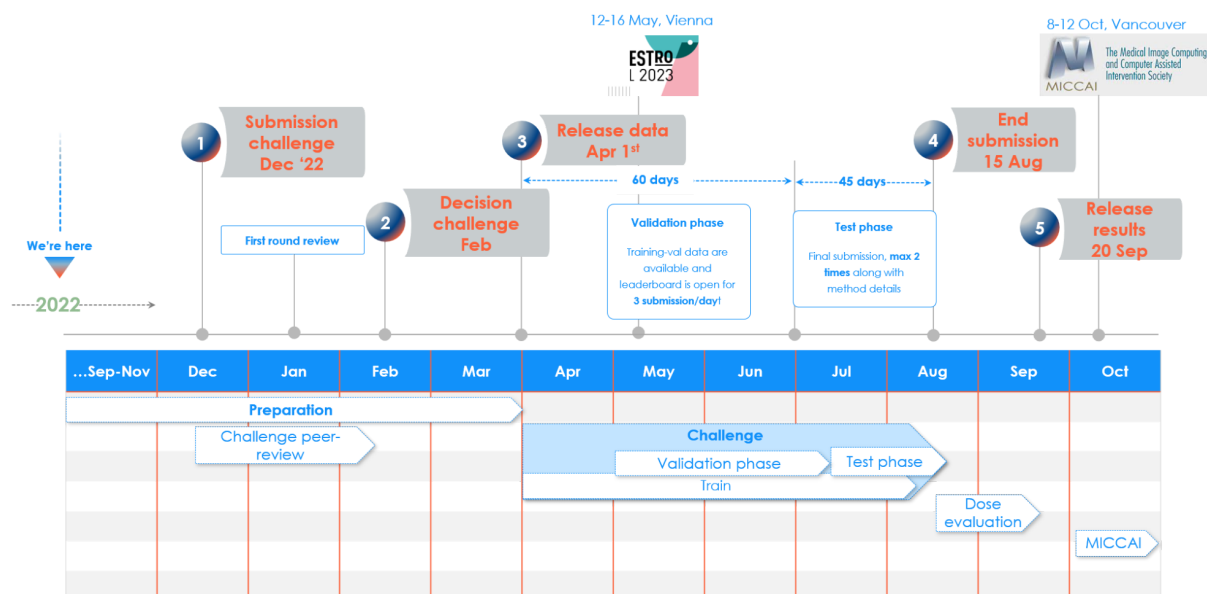 12-16 May, Vienna
8-12 Oct, Vancouver
ESTRO
L 2023
MICCAI
The Medical Image Computing
and Computer Assisted
Intervention Society
1
Submission
challenge
Dec ‘22
3
Release data
Apr 1st
4
End
submission
15 Aug
60 days
45 days
2
Decision
challenge
Feb
5
Release
results
20 Sep
We're here
2022
First round review
Validation phase
Training-val data are
available and
leaderboard is open for
3 submission/day†
Test phase
Final submission, max 2
times along with
method details
...Sep-Nov
Dec
Jan
Feb
Mar
Apr
May
Jun
Jul
Aug
Sep
Oct
Preparation
Challenge peer-
review
Challenge
Validation phase
Test phase
Train
Dose
evaluation
MICCAI